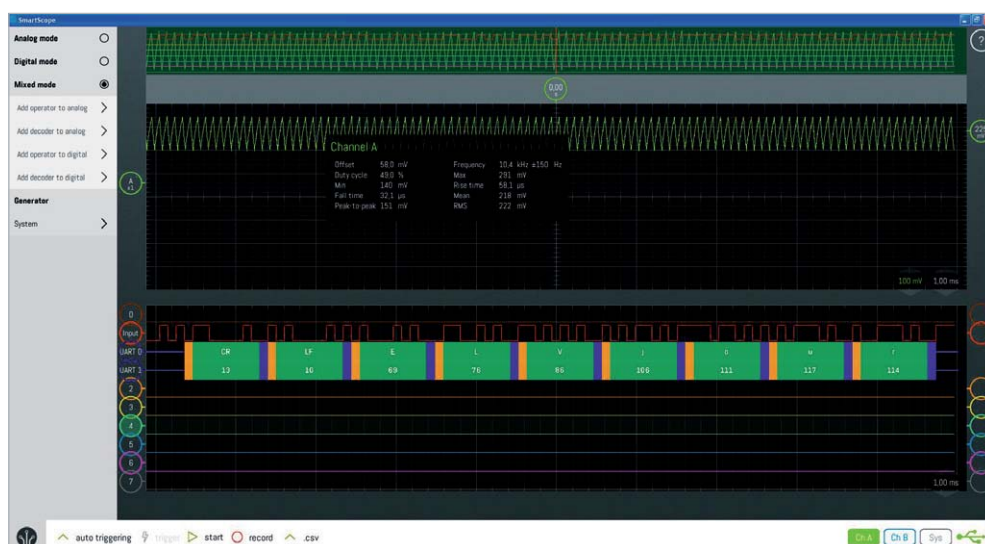 SmartScope
Analog mode
Digital mode
Mixed mode
Add operator to analog
Add decoder to analog
Add operator to digital
Add decoder to digital
Generator
System
?
0,00
s
A
x1
Channel A
Offset 58,0 mV Frequency 10,4 kHz ±150 Hz
Duty cycle 49,0 % Max 291 mV
Min 140 mV Rise time 58,1 µs
Fall time 32,1 µs Mean 218 mV
Peak-to-peak 151 mV RMS 222 mV
100 mV 1,00 ms
0
Input
UART 0 CR LF E L V j o u r
UART 1 13 10 69 76 86 106 111 117 114
2
3
4
5
6
7
1,00 ms
auto triggering trigger start record .csv
Ch A Ch B Sys